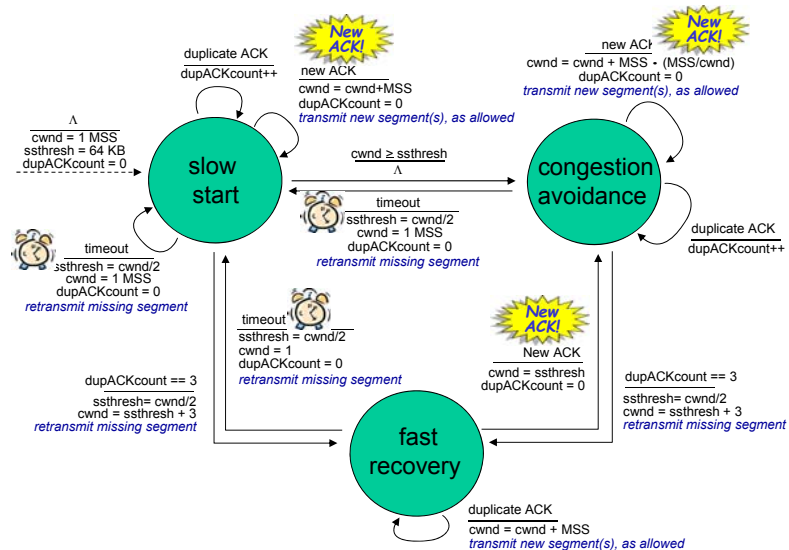 New
ACK!
duplicate ACK
dupACKcount++
new ACK
cwnd = cwnd+MSS
dupACKcount = 0
transmit new segment(s), as allowed
New
ACK!
new ACK
cwnd = cwnd + MSS • (MSS/cwnd)
dupACKcount = 0
transmit new segment(s), as allowed
Λ
cwnd = 1 MSS
ssthresh = 64 KB
dupACKcount = 0
slow
start
cwnd ≥ ssthresh
Λ
congestion
avoidance
timeout
ssthresh = cwnd/2
cwnd = 1 MSS
dupACKcount = 0
retransmit missing segment
timeout
ssthresh = cwnd/2
cwnd = 1 MSS
dupACKcount = 0
retransmit missing segment
duplicate ACK
dupACKcount++
timeout
ssthresh = cwnd/2
cwnd = 1
dupACKcount = 0
retransmit missing segment
New
ACK!
New ACK
cwnd = ssthresh
dupACKcount = 0
dupACKcount == 3
ssthresh= cwnd/2
cwnd = ssthresh + 3
retransmit missing segment
dupACKcount == 3
ssthresh= cwnd/2
cwnd = ssthresh + 3
retransmit missing segment
fast
recovery
duplicate ACK
cwnd = cwnd + MSS
transmit new segment(s), as allowed